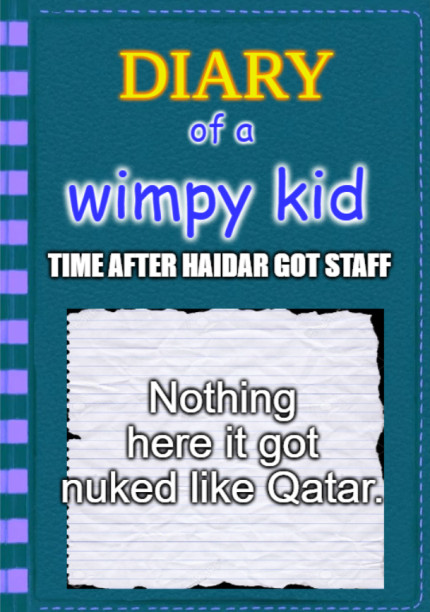 DIARY
of a
wimpy kid
TIME AFTER HAIDAR GOT STAFF
Nothing
here it got
nuked like Qatar.